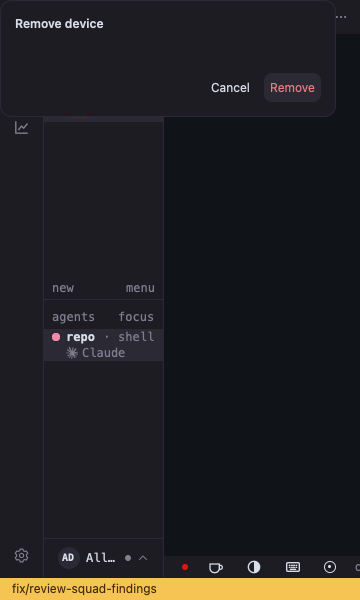 Remove device
Cancel Remove
new menu
agents focus
repo · shell
Claude
AD All…
fix/review-squad-findings